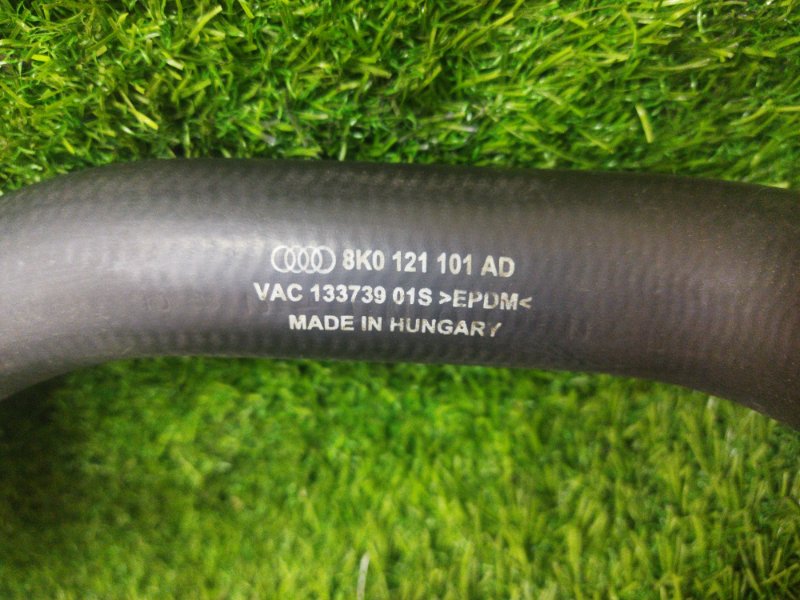 8K0 121 101 AD
VAC 133739 01S >EPDM<
MADE IN HUNGARY